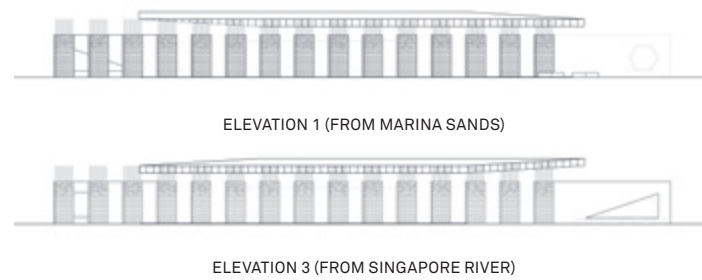 ELEVATION 1 (FROM MARINA SANDS)
ELEVATION 3 (FROM SINGAPORE RIVER)